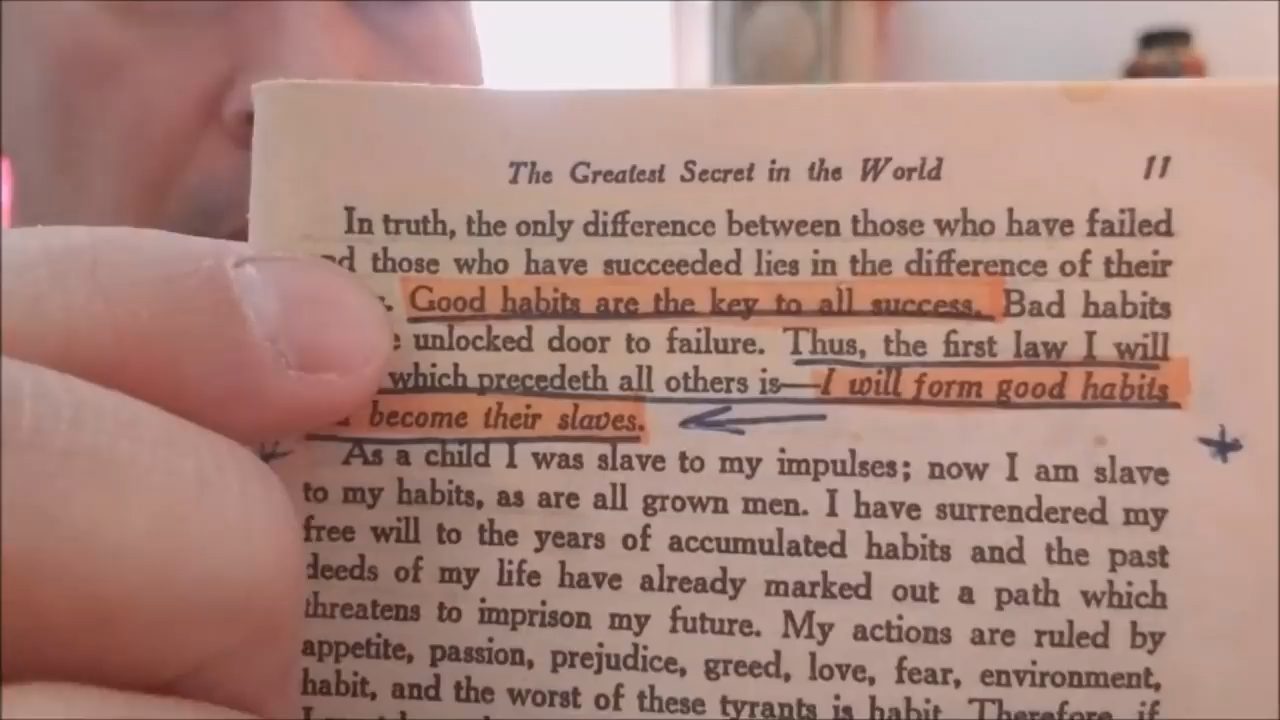 The Greatest Secret in the World 11
In truth, the only difference between those who have failed
those who have succeeded lies in the difference of their
Good habits are the key to all success. Bad habits
unlocked door to failure. Thus, the first law I will
which precedeth all others is—I will form good habits
become their slaves.
As a child I was slave to my impulses; now I am slave
to my habits, as are all grown men. I have surrendered my
free will to the years of accumulated habits and the past
deeds of my life have already marked out a path which
threatens to imprison my future. My actions are ruled by
appetite, passion, prejudice, greed, love, fear, environment,
habit, and the worst of these tyrants is habit. Therefore, if